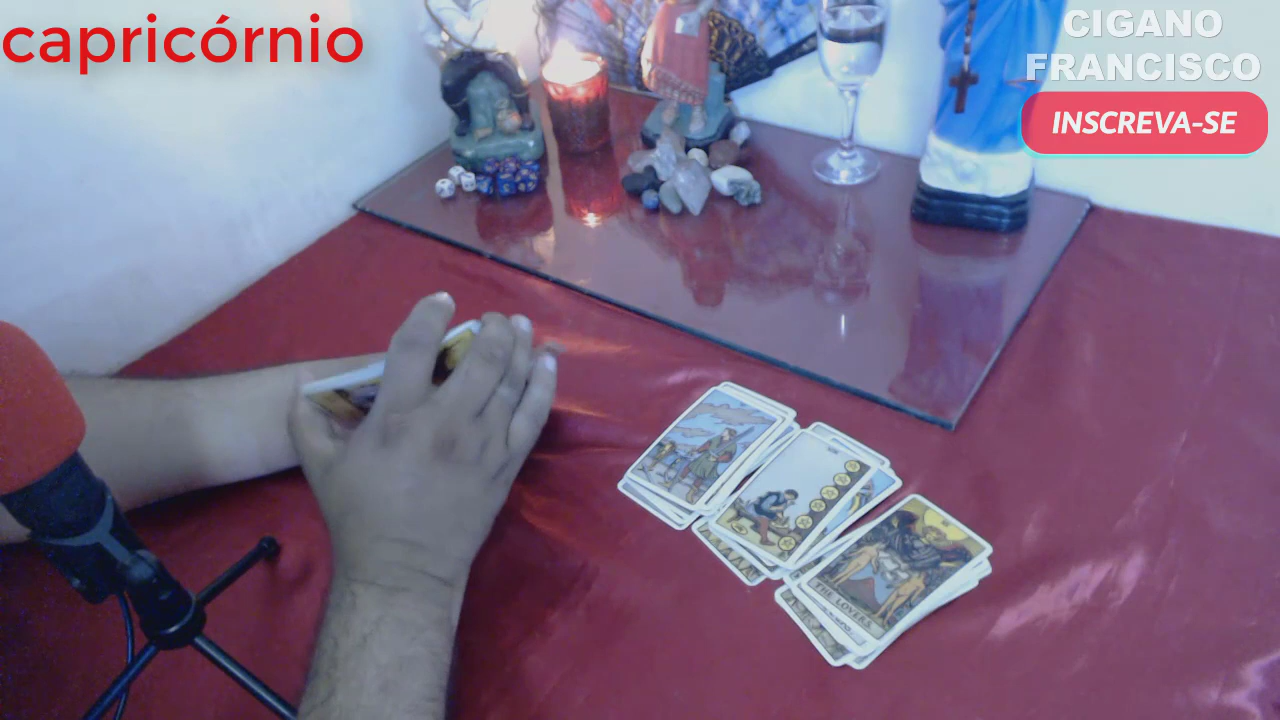 capricórnio
CIGANO
FRANCISCO
INSCREVA-SE
THE LOVERS.